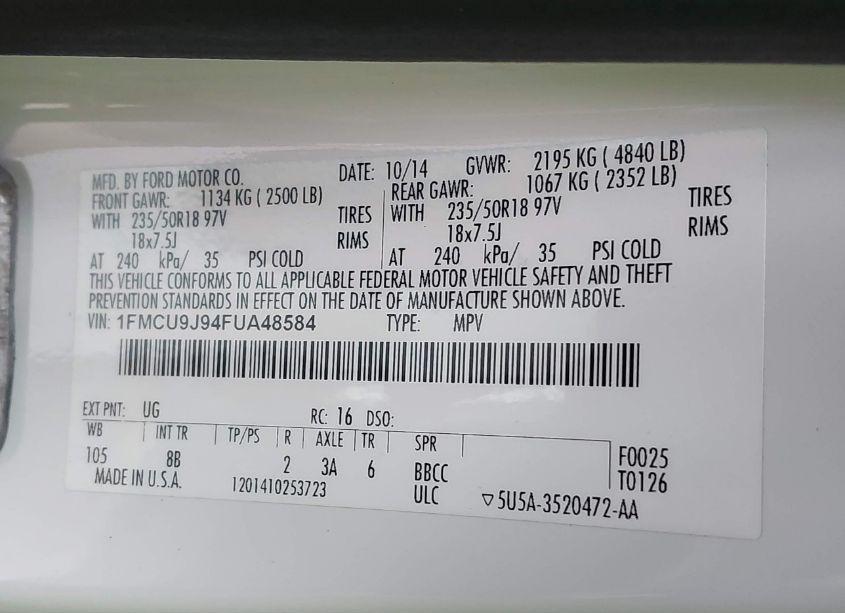 MFD. BY FORD MOTOR CO. DATE: 10/14 GVWR: 2195 KG ( 4840 LB)
FRONT GAWR: 1134 KG ( 2500 LB) REAR GAWR: 1067 KG ( 2352 LB)
WITH 235/50R18 97V TIRES WITH 235/50R18 97V TIRES
18x7.5J RIMS 18x7.5J RIMS
AT 240 kPa/ 35 PSI COLD AT 240 kPa/ 35 PSI COLD
THIS VEHICLE CONFORMS TO ALL APPLICABLE FEDERAL MOTOR VEHICLE SAFETY AND THEFT
PREVENTION STANDARDS IN EFFECT ON THE DATE OF MANUFACTURE SHOWN ABOVE.
VIN: 1FMCU9J94FUA48584 TYPE: MPV
EXT PNT: UG RC: 16 DSO:
WB INT TR TP/PS R AXLE TR SPR
105 8B 2 3A 6 BBCC F0025
MADE IN U.S.A. 1201410253723 ULC T0126
▽5U5A-3520472-AA